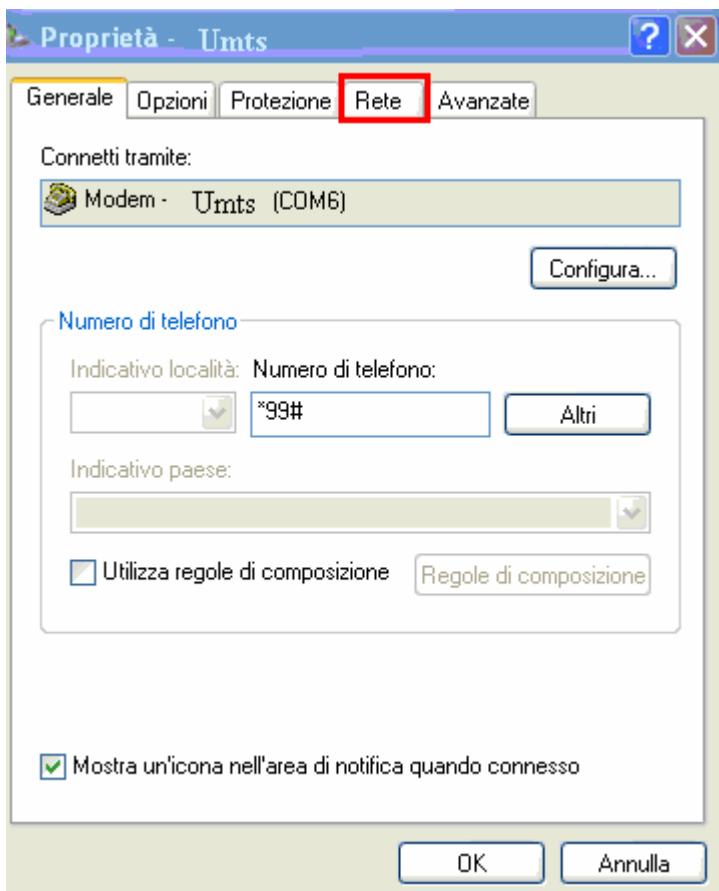 Proprietà - Umts
Generale Opzioni Protezione Rete Avanzate
Connetti tramite:
Modem - Umts (COM6)
Configura...
Numero di telefono
Indicativo località: Numero di telefono:
*99# Altri
Indicativo paese:
Utilizza regole di composizione Regole di composizione
Mostra un'icona nell'area di notifica quando connesso
OK Annulla